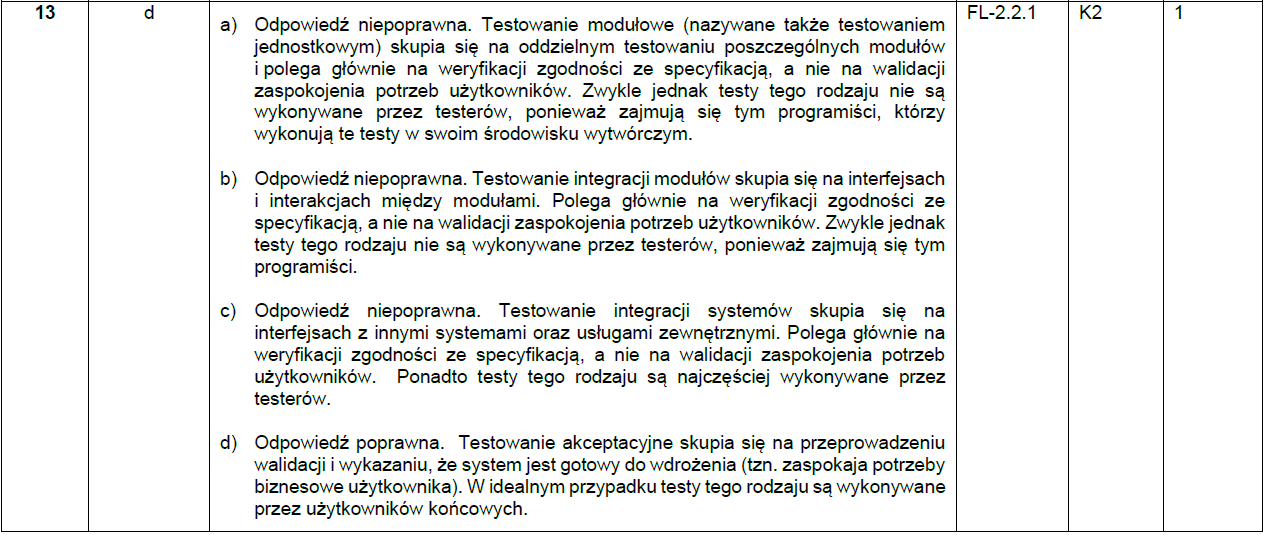 13 d a) Odpowiedź niepoprawna. Testowanie modułowe (nazywane także testowaniem FL-2.2.1 K2 1
jednostkowym) skupia się na oddzielnym testowaniu poszczególnych modułów
i polega głównie na weryfikacji zgodności ze specyfikacją, a nie na walidacji
zaspokojenia potrzeb użytkowników. Zwykle jednak testy tego rodzaju nie są
wykonywane przez testerów, ponieważ zajmują się tym programiści, którzy
wykonują te testy w swoim środowisku wytwórczym.
b) Odpowiedź niepoprawna. Testowanie integracji modułów skupia się na interfejsach
i interakcjach między modułami. Polega głównie na weryfikacji zgodności ze
specyfikacją, a nie na walidacji zaspokojenia potrzeb użytkowników. Zwykle jednak
testy tego rodzaju nie są wykonywane przez testerów, ponieważ zajmują się tym
programiści.
c) Odpowiedź niepoprawna. Testowanie integracji systemów skupia się na
interfejsach z innymi systemami oraz usługami zewnętrznymi. Polega głównie na
weryfikacji zgodności ze specyfikacją, a nie na walidacji zaspokojenia potrzeb
użytkowników. Ponadto testy tego rodzaju są najczęściej wykonywane przez
testerów.
d) Odpowiedź poprawna. Testowanie akceptacyjne skupia się na przeprowadzeniu
walidacji i wykazaniu, że system jest gotowy do wdrożenia (tzn. zaspokaja potrzeby
biznesowe użytkownika). W idealnym przypadku testy tego rodzaju są wykonywane
przez użytkowników końcowych.